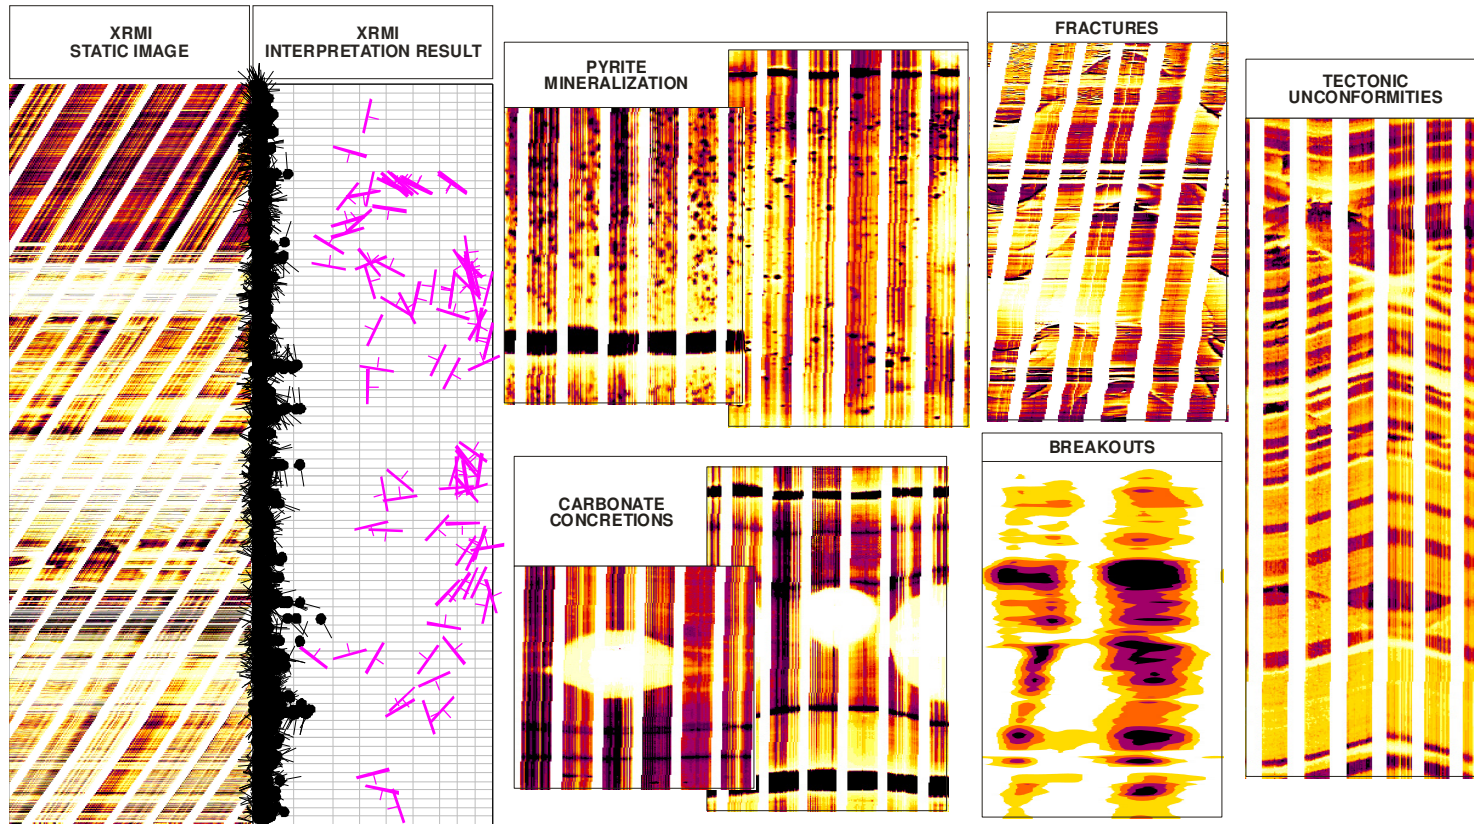 XRMI
STATIC IMAGE
XRMI
INTERPRETATION RESULT
PYRITE
MINERALIZATION
FRACTURES
TECTONIC
UNCONFORMITIES
CARBONATE
CONCRETIONS
BREAKOUTS